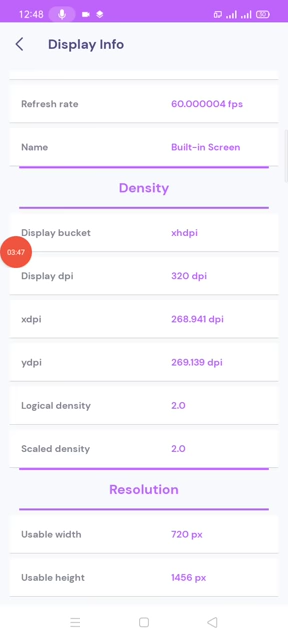 12:48
50
Display Info
Refresh rate 60.000004 fps
Name Built-in Screen
Density
Display bucket xhdpi
03:47
Display dpi 320 dpi
xdpi 268.941 dpi
ydpi 269.139 dpi
Logical density 2.0
Scaled density 2.0
Resolution
Usable width 720 px
Usable height 1456 px